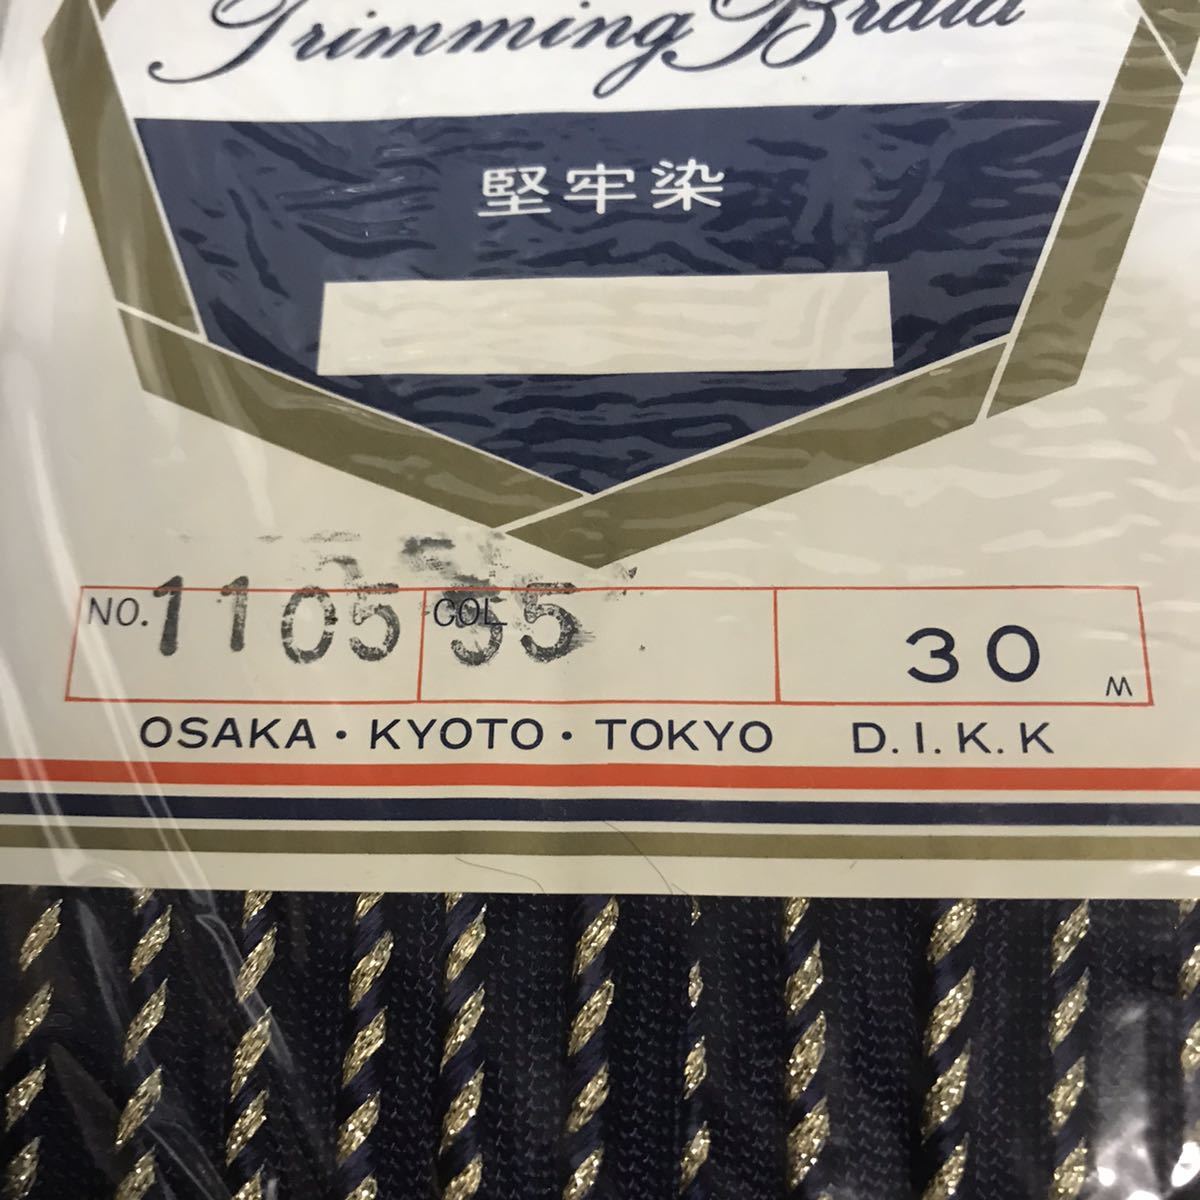 Trimming Braid
堅牢染
NO. 1105 COL 55 30 M
OSAKA・KYOTO・TOKYO D.I.K.K